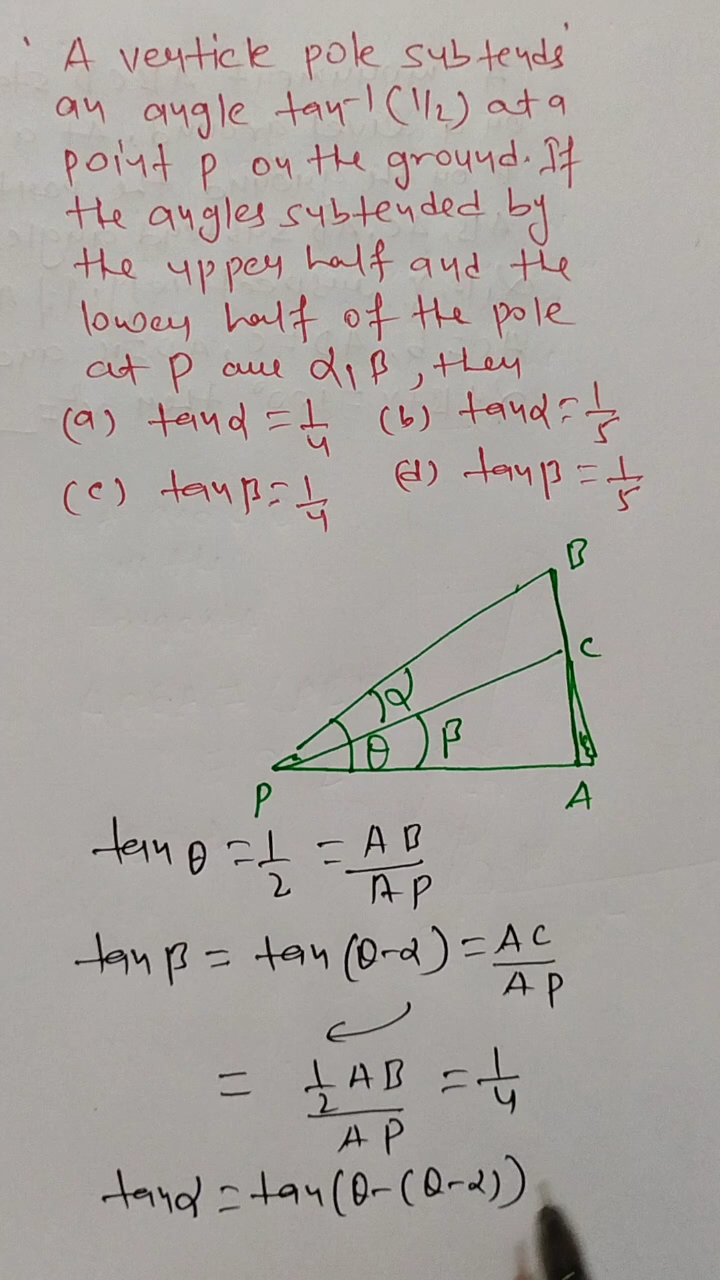 A vertick pole subtends
an angle tan⁻¹(1/2) at a
point P on the ground. If
the angles subtended by
the upper half and the
lower half of the pole
at P are α, β, then
(a) tanα = 1/4 (b) tanα = 1/5
(c) tanβ = 1/4 (d) tanβ = 1/5
B
C
α
θ
β
P
A
tanθ = 1/2 = AB/AP
tanβ = tan(θ-α) = AC/AP
= 1/2 AB/AP = 1/4
tanα = tan(θ-(θ-α))